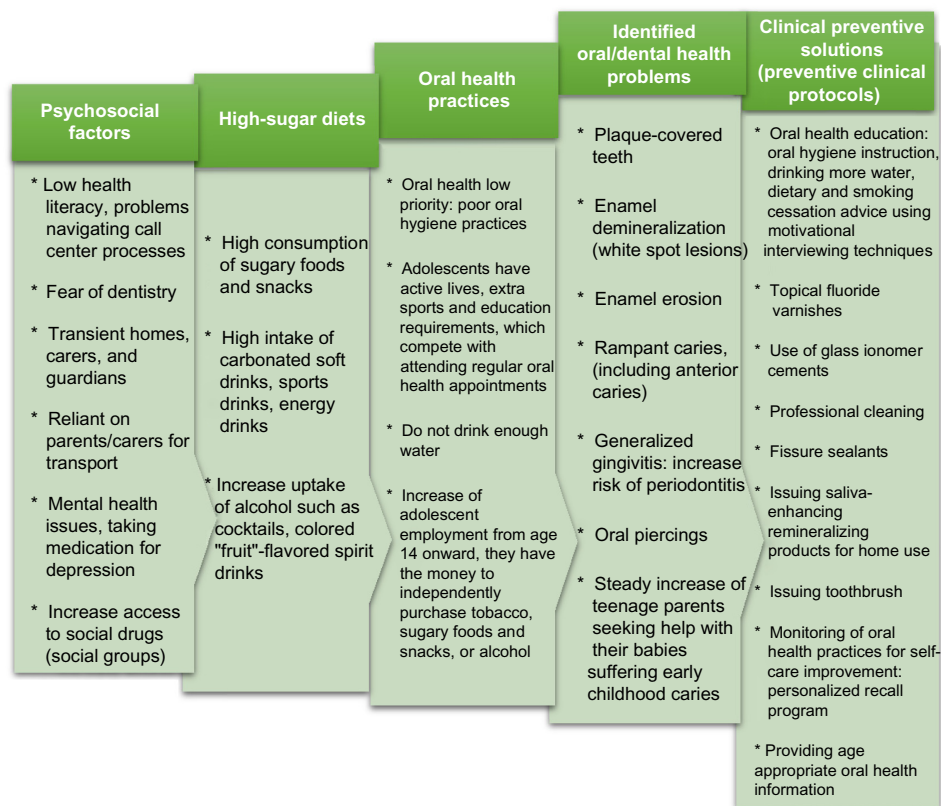 Psychosocial
factors
* Low health
literacy, problems
navigating call
center processes
* Fear of dentistry
* Transient homes,
carers, and
guardians
* Reliant on
parents/carers for
transport
* Mental health
issues, taking
medication for
depression
* Increase access
to social drugs
(social groups)
High-sugar diets
* High consumption
of sugary foods
and snacks
* High intake of
carbonated soft
drinks, sports
drinks, energy
drinks
* Increase uptake
of alcohol such as
cocktails, colored
"fruit"-flavored spirit
drinks
Oral health
practices
* Oral health low
priority: poor oral
hygiene practices
* Adolescents have
active lives, extra
sports and education
requirements, which
compete with
attending regular oral
health appointments
* Do not drink enough
water
* Increase of
adolescent
employment from age
14 onward, they have
the money to
independently
purchase tobacco,
sugary foods and
snacks, or alcohol
Identified
oral/dental health
problems
* Plaque-covered
teeth
* Enamel
demineralization
(white spot lesions)
* Enamel erosion
* Rampant caries,
(including anterior
caries)
* Generalized
gingivitis: increase
risk of periodontitis
* Oral piercings
* Steady increase of
teenage parents
seeking help with
their babies
suffering early
childhood caries
Clinical preventive
solutions
(preventive clinical
protocols)
* Oral health education:
oral hygiene instruction,
drinking more water,
dietary and smoking
cessation advice using
motivational
interviewing techniques
* Topical fluoride
varnishes
* Use of glass ionomer
cements
* Professional cleaning
* Fissure sealants
* Issuing saliva-
enhancing
remineralizing
products for home use
* Issuing toothbrush
* Monitoring of oral
health practices for self-
care improvement:
personalized recall
program
* Providing age
appropriate oral health
information